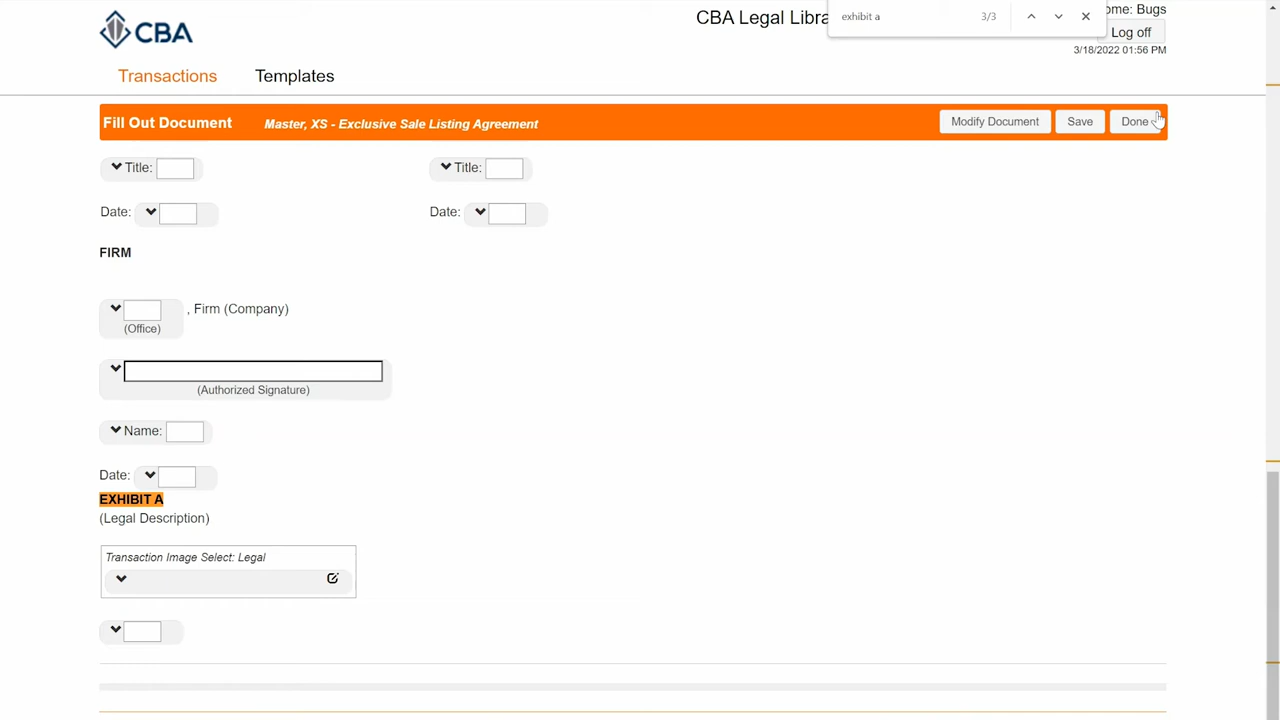 CBA
CBA Legal Libra
exhibit a 3/3
ome: Bugs
Log off
3/18/2022 01:56 PM
Transactions Templates
Fill Out Document Master, XS - Exclusive Sale Listing Agreement Modify Document Save Done
Title: Title:
Date: Date:
FIRM
, Firm (Company)
(Office)
(Authorized Signature)
Name:
Date:
EXHIBIT A
(Legal Description)
Transaction Image Select: Legal